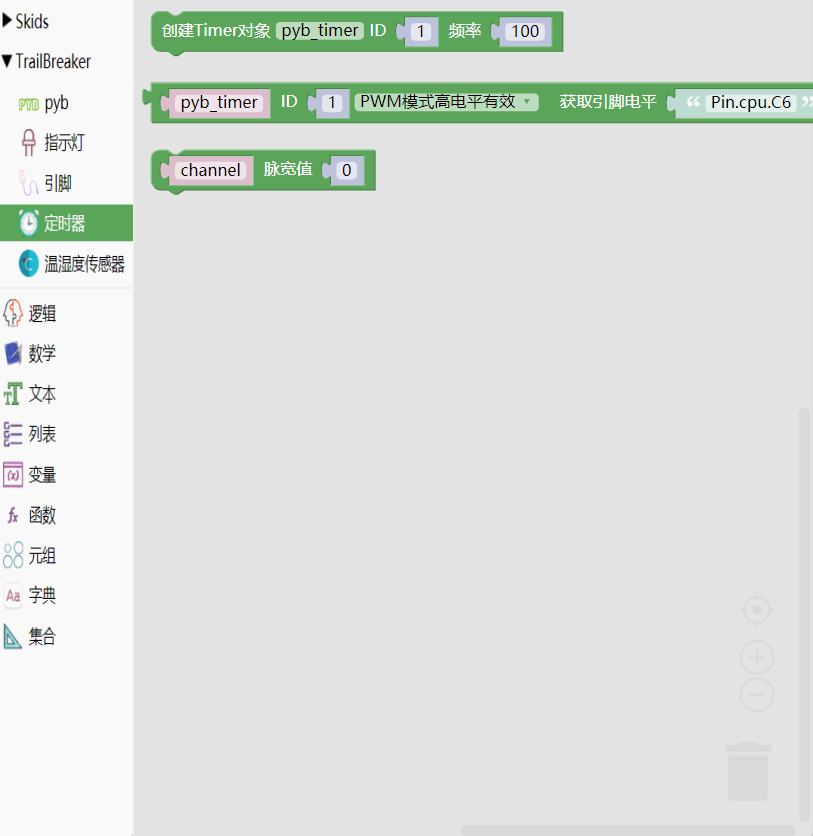 Skids
TrailBreaker
PYB pyb
指示灯
引脚
定时器
温湿度传感器
逻辑
数学
文本
列表
变量
函数
元组
字典
集合
创建Timer对象 pyb_timer ID 1 频率 100
pyb_timer ID 1 PWM模式高电平有效 获取引脚电平 “ Pin.cpu.C6 ”
channel 脉宽值 0